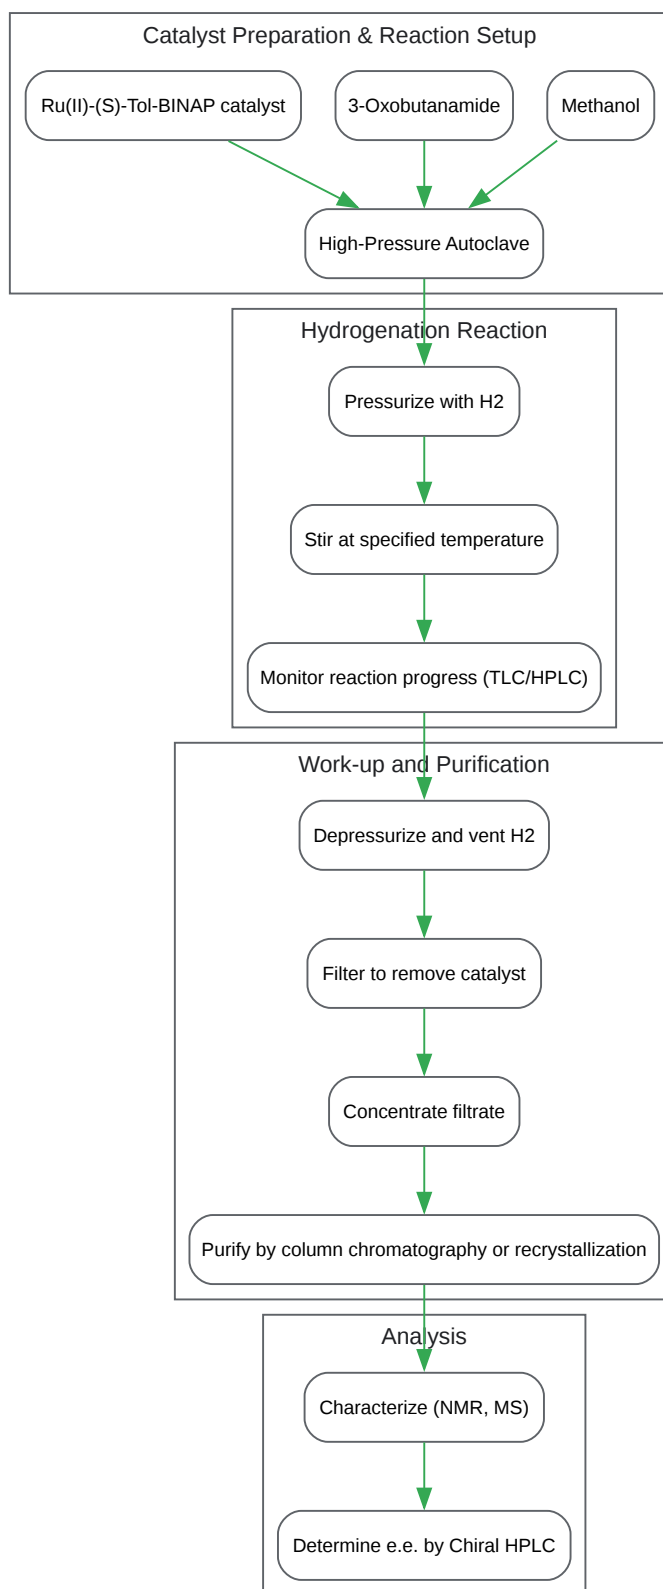 Catalyst Preparation & Reaction Setup
Ru(II)-(S)-Tol-BINAP catalyst
3-Oxobutanamide
Methanol
High-Pressure Autoclave
Hydrogenation Reaction
Pressurize with H2
Stir at specified temperature
Monitor reaction progress (TLC/HPLC)
Work-up and Purification
Depressurize and vent H2
Filter to remove catalyst
Concentrate filtrate
Purify by column chromatography or recrystallization
Analysis
Characterize (NMR, MS)
Determine e.e. by Chiral HPLC